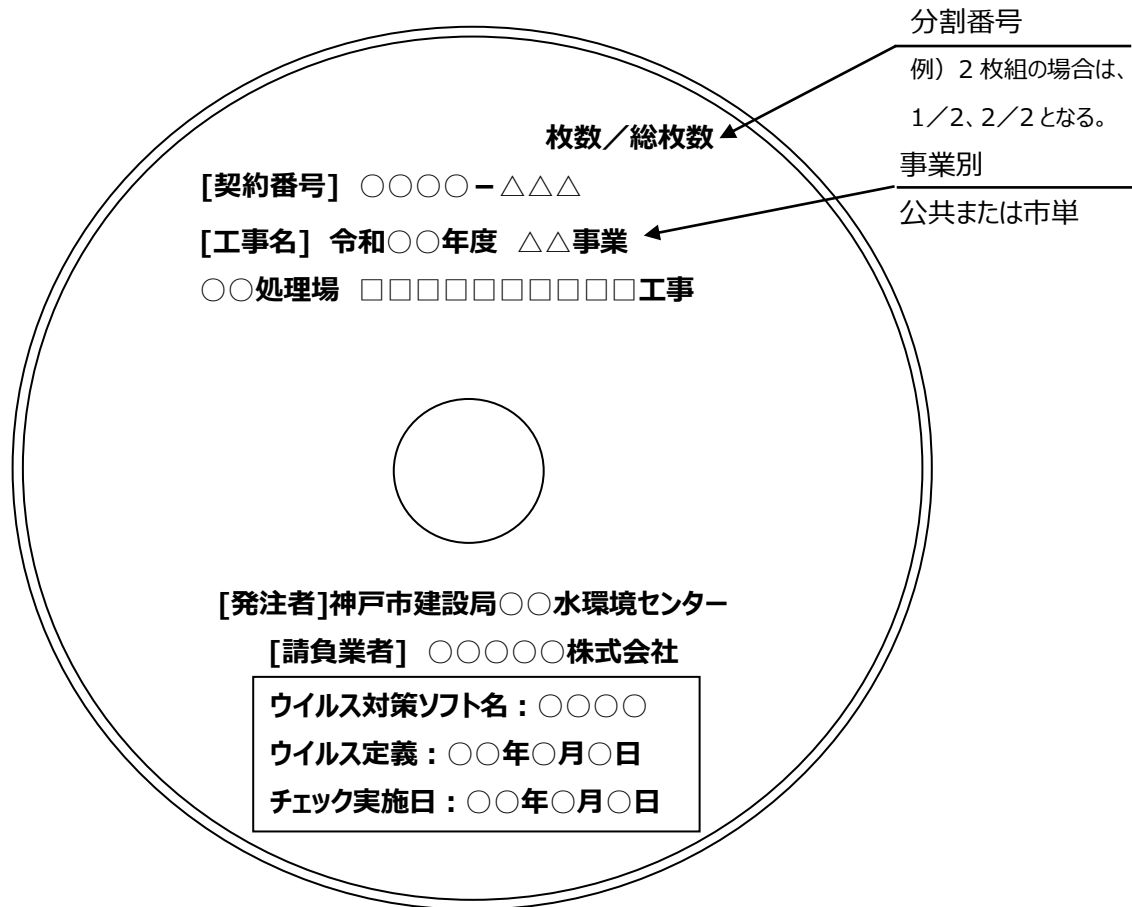 分割番号
例）2 枚組の場合は、
1／2、2／2 となる。
枚数／総枚数
事業別
公共または市単
[契約番号] ○○○○－△△△
[工事名] 令和○○年度 △△事業
○○処理場 □□□□□□□□□□工事
[発注者]神戸市建設局○○水環境センター
[請負業者] ○○○○○株式会社
ウイルス対策ソフト名：○○○○
ウイルス定義：○○年○月○日
チェック実施日：○○年○月○日